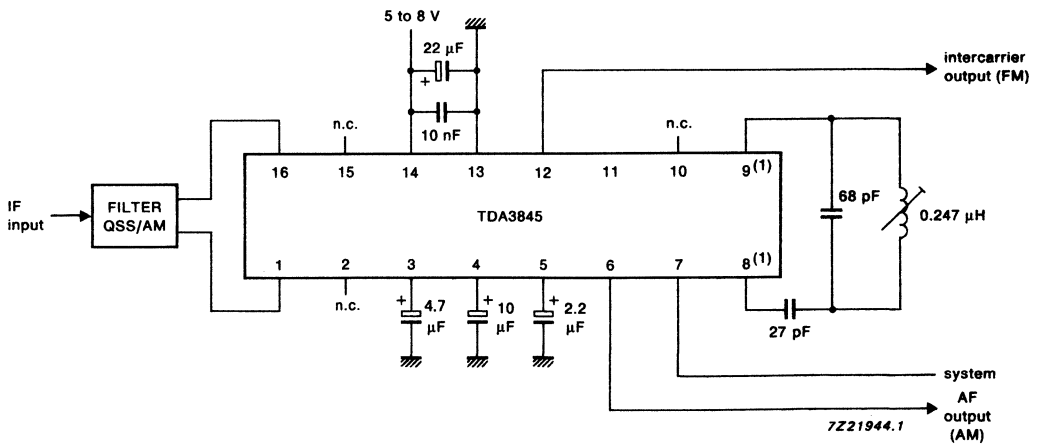 5 to 8 V
22 µF
+
10 nF
intercarrier
output (FM)
n.c.
n.c.
16
15
14
13
12
11
10
9(1)
IF
input
FILTER
QSS/AM
TDA3845
68 pF
0.247 µH
1
2
3
4
5
6
7
8(1)
n.c.
+
4.7
µF
+
10
µF
+
2.2
µF
27 pF
system
AF
output
(AM)
7Z21944.1